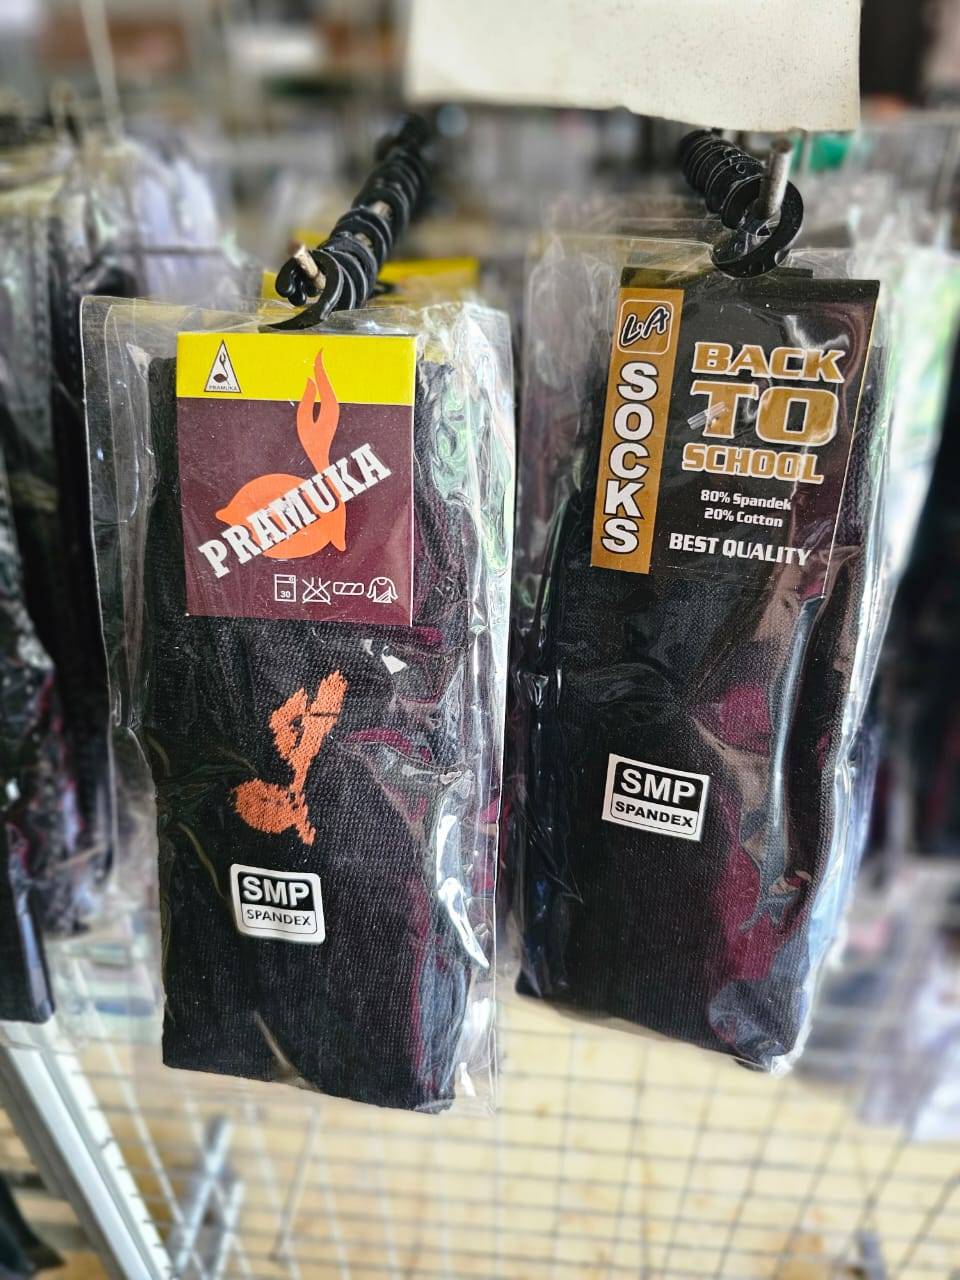 PRAMUKA
PRAMUKA
30
SMP
SPANDEX
LA
SOCKS
BACK
TO
SCHOOL
80% Spandek
20% Cotton
BEST QUALITY
SMP
SPANDEX